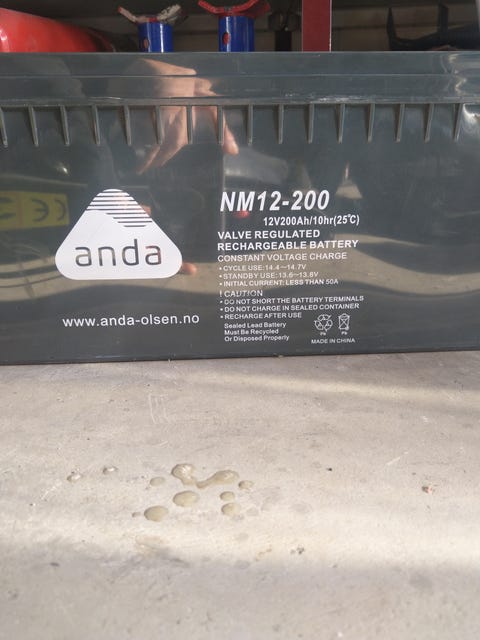 anda
www.anda-olsen.no
NM12-200
12V200Ah/10hr(25℃)
VALVE REGULATED
RECHARGEABLE BATTERY
CONSTANT VOLTAGE CHARGE
• CYCLE USE:14.4～14.7V
• STANDBY USE:13.6～13.8V
• INITIAL CURRENT: LESS THAN 50A
! CAUTION
• DO NOT SHORT THE BATTERY TERMINALS
• DO NOT CHARGE IN SEALED CONTAINER
• RECHARGE AFTER USE
Sealed Lead Battery
Must Be Recycled
Or Disposed Properly
Pb
MADE IN CHINA